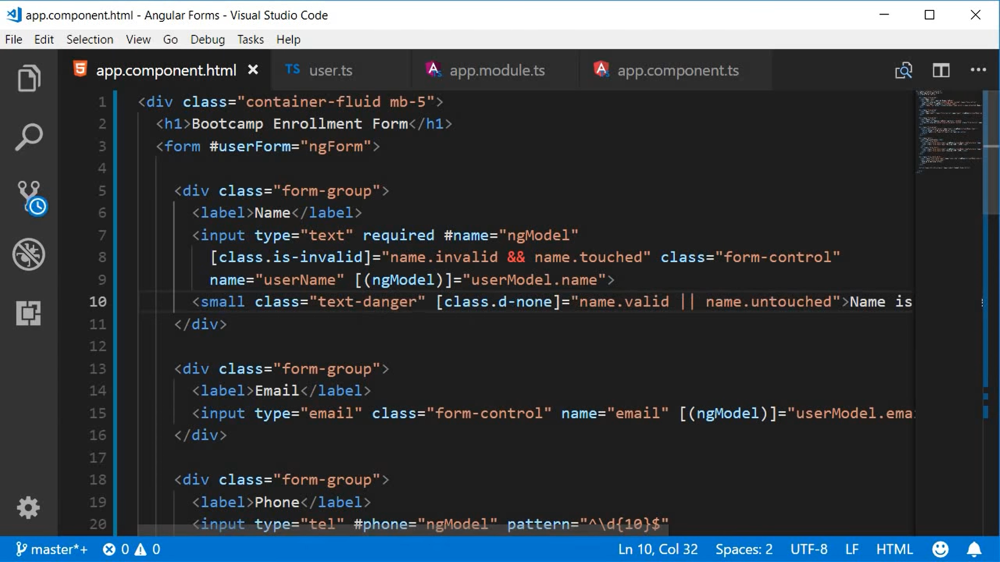 app.component.html - Angular Forms - Visual Studio Code
File Edit Selection View Go Debug Tasks Help
app.component.html TS user.ts app.module.ts app.component.ts
1 <div class="container-fluid mb-5">
2 <h1>Bootcamp Enrollment Form</h1>
3 <form #userForm="ngForm">
4
5 <div class="form-group">
6 <label>Name</label>
7 <input type="text" required #name="ngModel"
8 [class.is-invalid]="name.invalid && name.touched" class="form-control"
9 name="userName" [(ngModel)]="userModel.name">
10 <small class="text-danger" [class.d-none]="name.valid || name.untouched">Name is
11 </div>
12
13 <div class="form-group">
14 <label>Email</label>
15 <input type="email" class="form-control" name="email" [(ngModel)]="userModel.ema
16 </div>
17
18 <div class="form-group">
19 <label>Phone</label>
20 <input type="tel" #phone="ngModel" pattern="^\d{10}$"
master*+ 0 0 Ln 10, Col 32 Spaces: 2 UTF-8 LF HTML